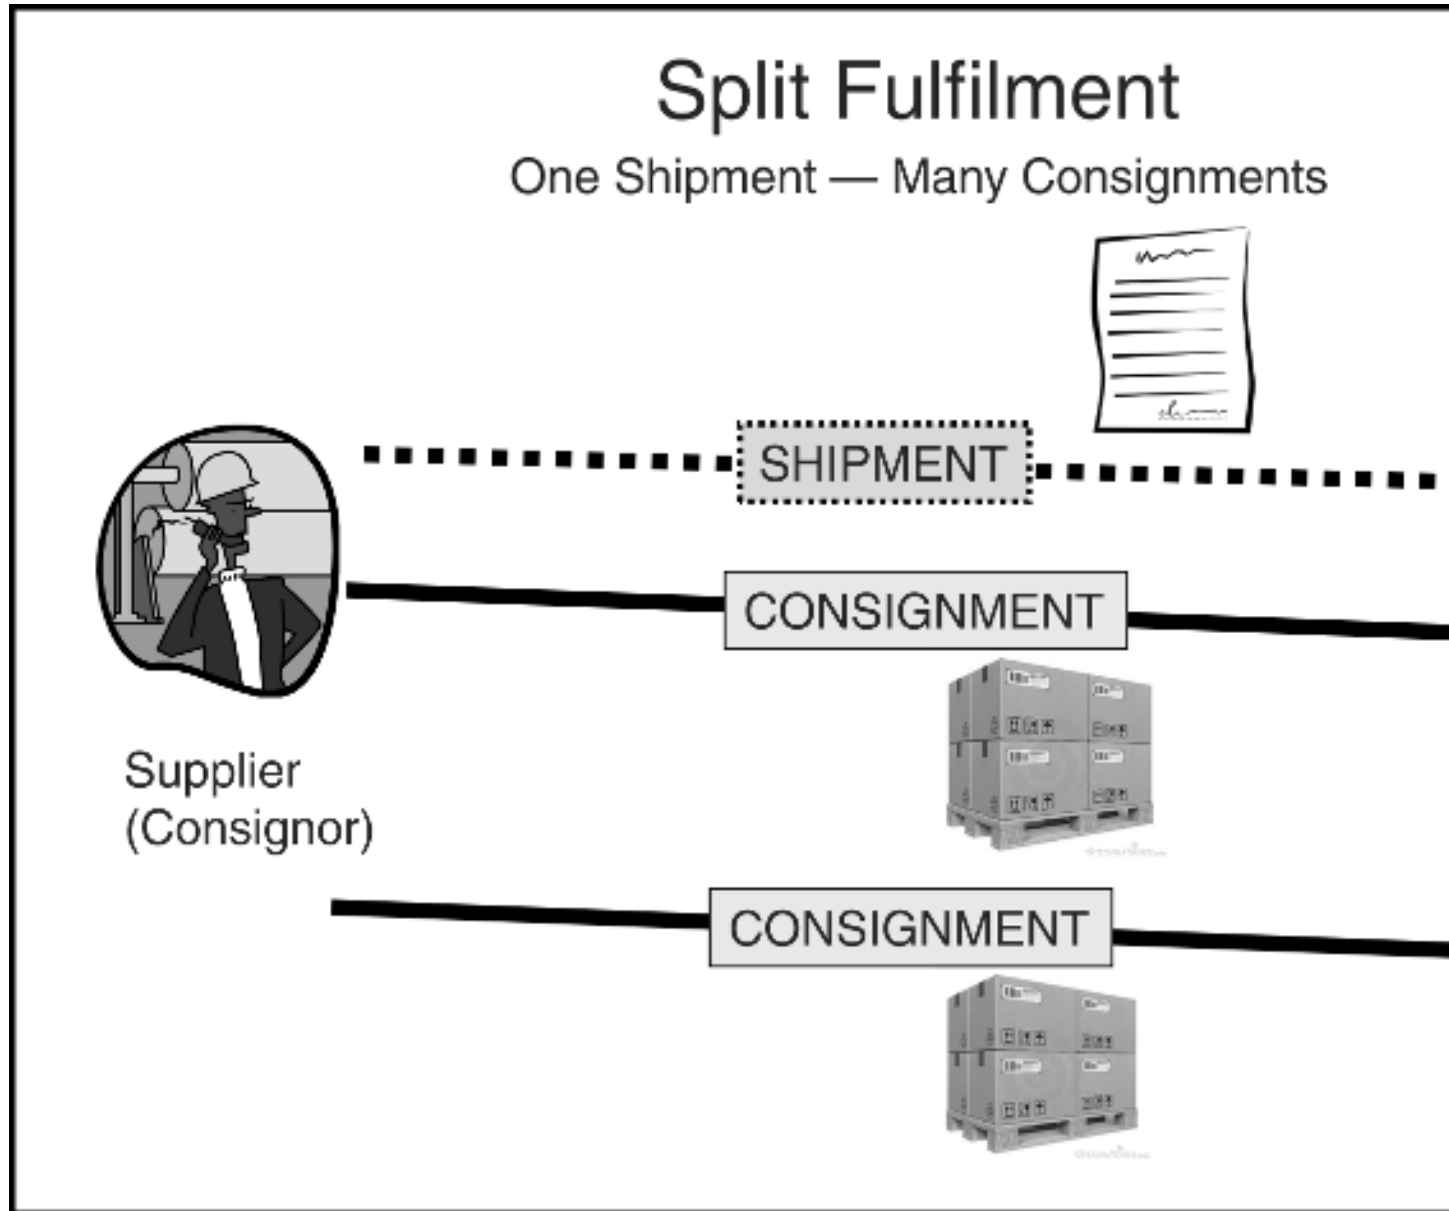 Split Fulfilment
One Shipment — Many Consignments
SHIPMENT
CONSIGNMENT
Supplier
(Consignor)
CONSIGNMENT